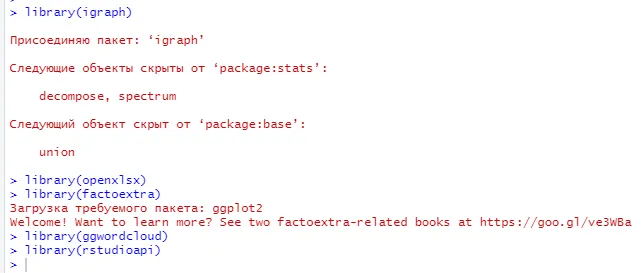 > library(igraph)
Присоединяю пакет: ‘igraph’
Следующие объекты скрыты от ‘package:stats’:
decompose, spectrum
Следующий объект скрыт от ‘package:base’:
union
> library(openxlsx)
> library(factoextra)
Загрузка требуемого пакета: ggplot2
Welcome! Want to learn more? See two factoextra-related books at https://goo.gl/ve3WBa
> library(ggwordcloud)
> library(rstudioapi)
>